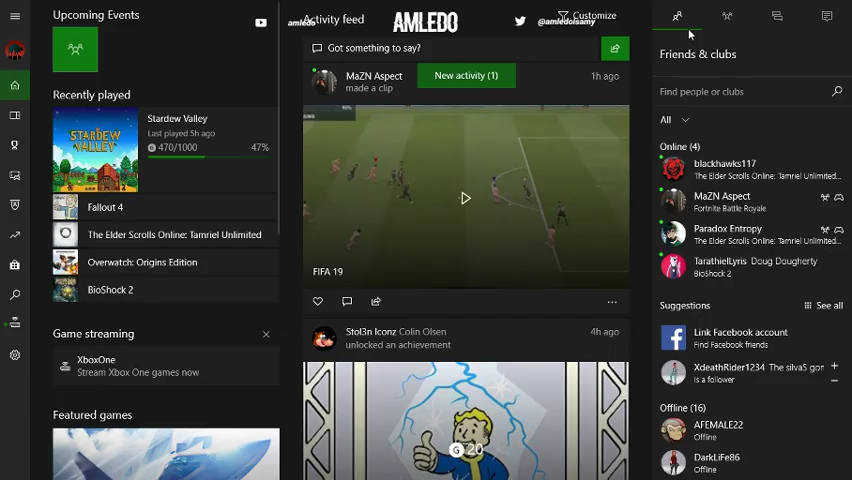 Upcoming Events
Recently played
Stardew Valley
Last played 5h ago
G 470/1000 47%
STARDEW VALLEY
Fallout 4
The Elder Scrolls Online: Tamriel Unlimited
Overwatch: Origins Edition
BioShock 2
Game streaming
XboxOne
Stream Xbox One games now
Featured games
amledo
AMLEDO
@amledoisamy
Activity feed
Customize
Got something to say?
New activity (1)
MaZN Aspect
made a clip
1h ago
FIFA 19
Stol3n Iconz Colin Olsen
unlocked an achievement
4h ago
G 20
Friends & clubs
Find people or clubs
All
Online (4)
blackhawks117
The Elder Scrolls Online: Tamriel Unlimited...
MaZN Aspect
Fortnite Battle Royale
Paradox Entropy
The Elder Scrolls Online: Tamriel Unlimited...
TarathielLyris Doug Dougherty
BioShock 2
Suggestions
See all
Link Facebook account
Find Facebook friends
XdeathRider1234 The silvaS gon
is a follower
Offline (16)
AFEMALE22
Offline
DarkLife86
Offline